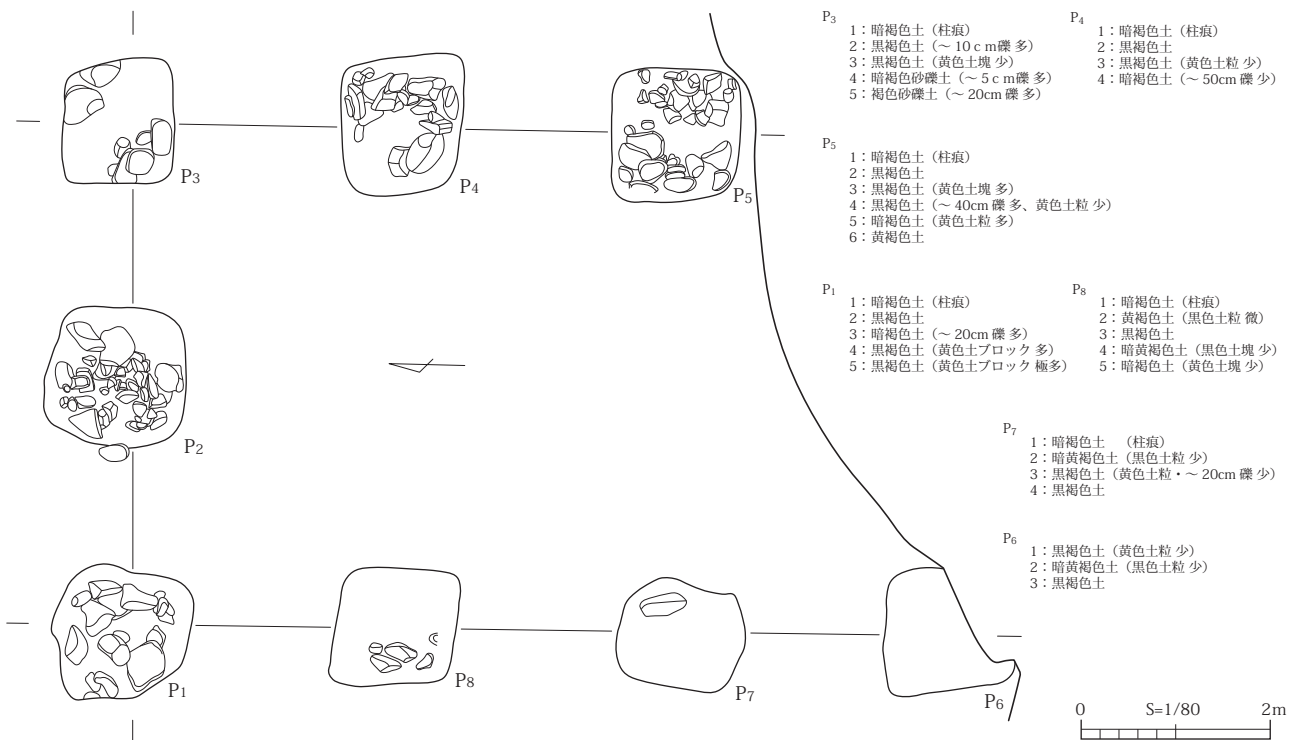 P3
1：暗褐色土（柱痕）
2：黒褐色土（～ 10ｃｍ礫 多）
3：黒褐色土（黄色土塊 少）
4：暗褐色砂礫土（～ 5ｃｍ礫 多）
5：褐色砂礫土（～ 20cm 礫 多）
P4
1：暗褐色土（柱痕）
2：黒褐色土
3：黒褐色土（黄色土粒 少）
4：暗褐色土（～ 50cm 礫 少）
P5
1：暗褐色土（柱痕）
2：黒褐色土
3：黒褐色土（黄色土塊 多）
4：黒褐色土（～ 40cm 礫 多、黄色土粒 少）
5：暗褐色土（黄色土粒 多）
6：黄褐色土
P1
1：暗褐色土（柱痕）
2：黒褐色土
3：暗褐色土（～ 20cm 礫 多）
4：黒褐色土（黄色土ブロック 多）
5：黒褐色土（黄色土ブロック 極多）
P8
1：暗褐色土（柱痕）
2：黄褐色土（黒色土粒 微）
3：黒褐色土
4：暗黄褐色土（黒色土塊 少）
5：暗褐色土（黄色土塊 少）
P7
1：暗褐色土　（柱痕）
2：暗黄褐色土（黒色土粒 少）
3：黒褐色土（黄色土粒・～ 20cm 礫 少）
4：黒褐色土
P6
1：黒褐色土（黄色土粒 少）
2：暗黄褐色土（黒色土粒 少）
3：黒褐色土
P3
P4
P5
P2
P1
P8
P7
P6
0 S=1/80 2m